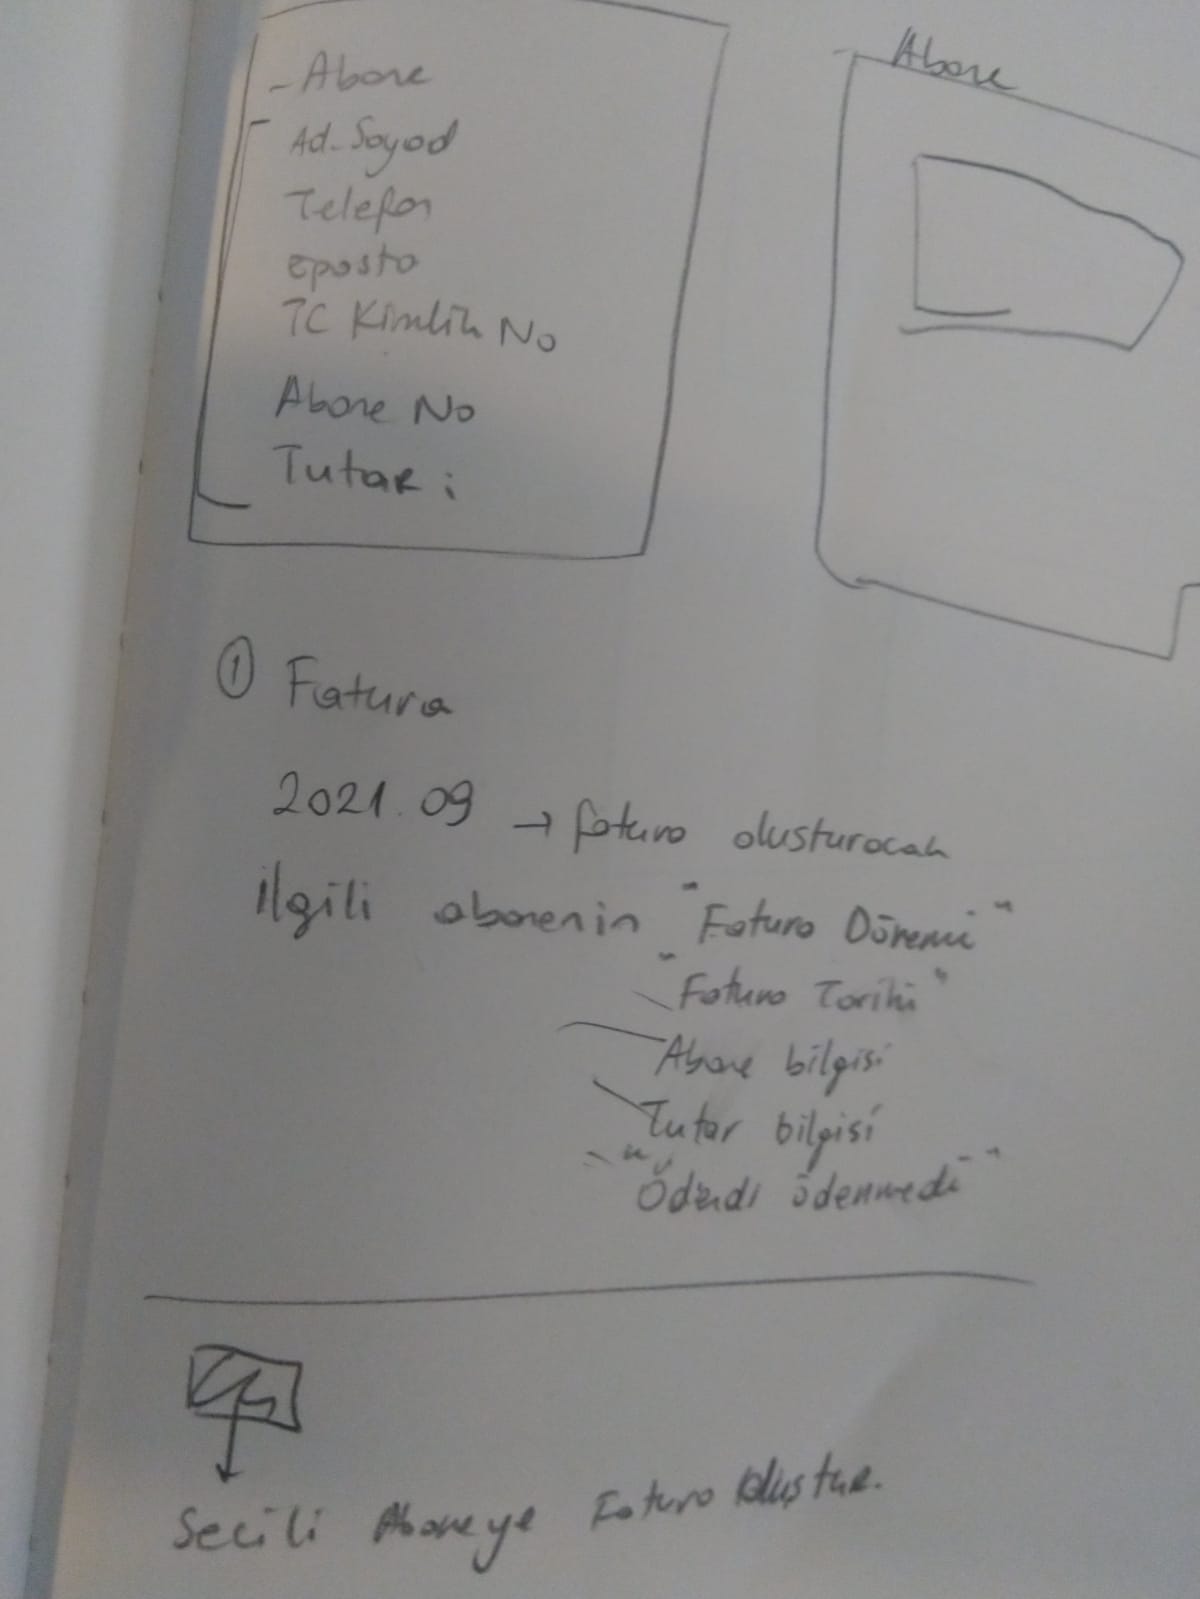 - Abone
Ad-Soyad
Telefon
eposta
TC Kimlik No
Abone No
Tutar :
Abone
① Fatura
2021.09 → fatura olusturacak
ilgili abonenin "Fatura Dönemi"
"Fatura Tarihi"
Abone bilgisi
Tutar bilgisi
"Ödendi ödenmedi"
Secili Aboneye Fatura Oluştur.